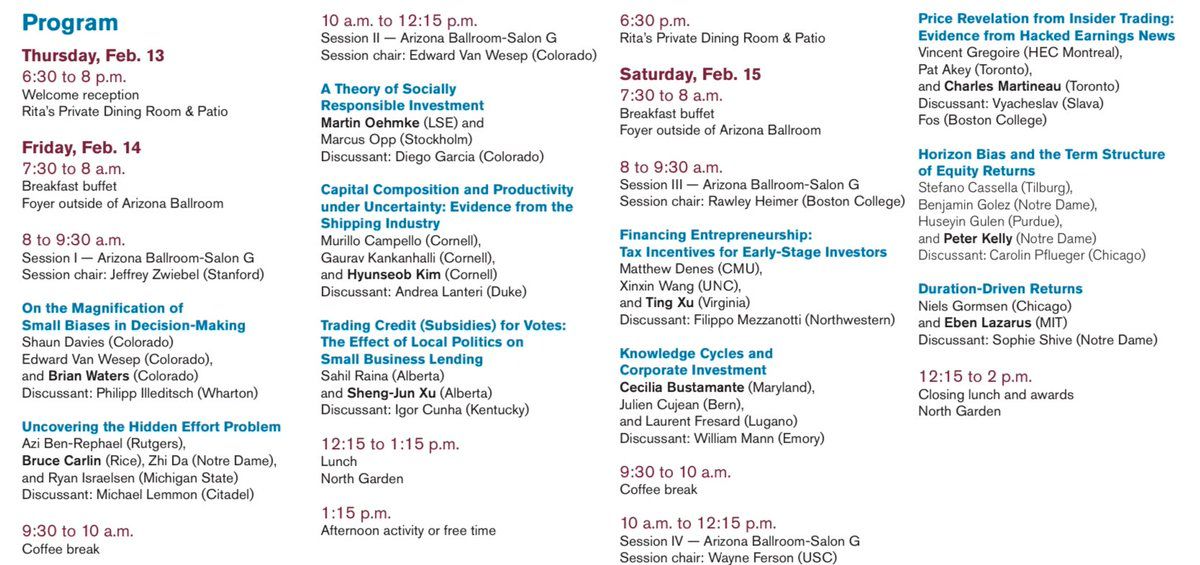 Program
Thursday, Feb. 13
6:30 to 8 p.m.
Welcome reception
Rita's Private Dining Room & Patio
Friday, Feb. 14
7:30 to 8 a.m.
Breakfast buffet
Foyer outside of Arizona Ballroom
8 to 9:30 a.m.
Session I — Arizona Ballroom-Salon G
Session chair: Jeffrey Zwiebel (Stanford)
On the Magnification of
Small Biases in Decision-Making
Shaun Davies (Colorado)
Edward Van Wesep (Colorado),
and Brian Waters (Colorado)
Discussant: Philipp Illeditsch (Wharton)
Uncovering the Hidden Effort Problem
Azi Ben-Rephael (Rutgers),
Bruce Carlin (Rice), Zhi Da (Notre Dame),
and Ryan Israelsen (Michigan State)
Discussant: Michael Lemmon (Citadel)
9:30 to 10 a.m.
Coffee break
10 a.m. to 12:15 p.m.
Session II — Arizona Ballroom-Salon G
Session chair: Edward Van Wesep (Colorado)
A Theory of Socially
Responsible Investment
Martin Oehmke (LSE) and
Marcus Opp (Stockholm)
Discussant: Diego Garcia (Colorado)
Capital Composition and Productivity
under Uncertainty: Evidence from the
Shipping Industry
Murillo Campello (Cornell),
Gaurav Kankanhalli (Cornell),
and Hyunseob Kim (Cornell)
Discussant: Andrea Lanteri (Duke)
Trading Credit (Subsidies) for Votes:
The Effect of Local Politics on
Small Business Lending
Sahil Raina (Alberta)
and Sheng-Jun Xu (Alberta)
Discussant: Igor Cunha (Kentucky)
12:15 to 1:15 p.m.
Lunch
North Garden
1:15 p.m.
Afternoon activity or free time
6:30 p.m.
Rita's Private Dining Room & Patio
Saturday, Feb. 15
7:30 to 8 a.m.
Breakfast buffet
Foyer outside of Arizona Ballroom
8 to 9:30 a.m.
Session III — Arizona Ballroom-Salon G
Session chair: Rawley Heimer (Boston College)
Financing Entrepreneurship:
Tax Incentives for Early-Stage Investors
Matthew Denes (CMU),
Xinxin Wang (UNC),
and Ting Xu (Virginia)
Discussant: Filippo Mezzanotti (Northwestern)
Knowledge Cycles and
Corporate Investment
Cecilia Bustamante (Maryland),
Julien Cujean (Bern),
and Laurent Fresard (Lugano)
Discussant: William Mann (Emory)
9:30 to 10 a.m.
Coffee break
10 a.m. to 12:15 p.m.
Session IV — Arizona Ballroom-Salon G
Session chair: Wayne Ferson (USC)
Price Revelation from Insider Trading:
Evidence from Hacked Earnings News
Vincent Gregoire (HEC Montreal),
Pat Akey (Toronto),
and Charles Martineau (Toronto)
Discussant: Vyacheslav (Slava)
Fos (Boston College)
Horizon Bias and the Term Structure
of Equity Returns
Stefano Cassella (Tilburg),
Benjamin Golez (Notre Dame),
Huseyin Gulen (Purdue),
and Peter Kelly (Notre Dame)
Discussant: Carolin Pflueger (Chicago)
Duration-Driven Returns
Niels Gormsen (Chicago)
and Eben Lazarus (MIT)
Discussant: Sophie Shive (Notre Dame)
12:15 to 2 p.m.
Closing lunch and awards
North Garden